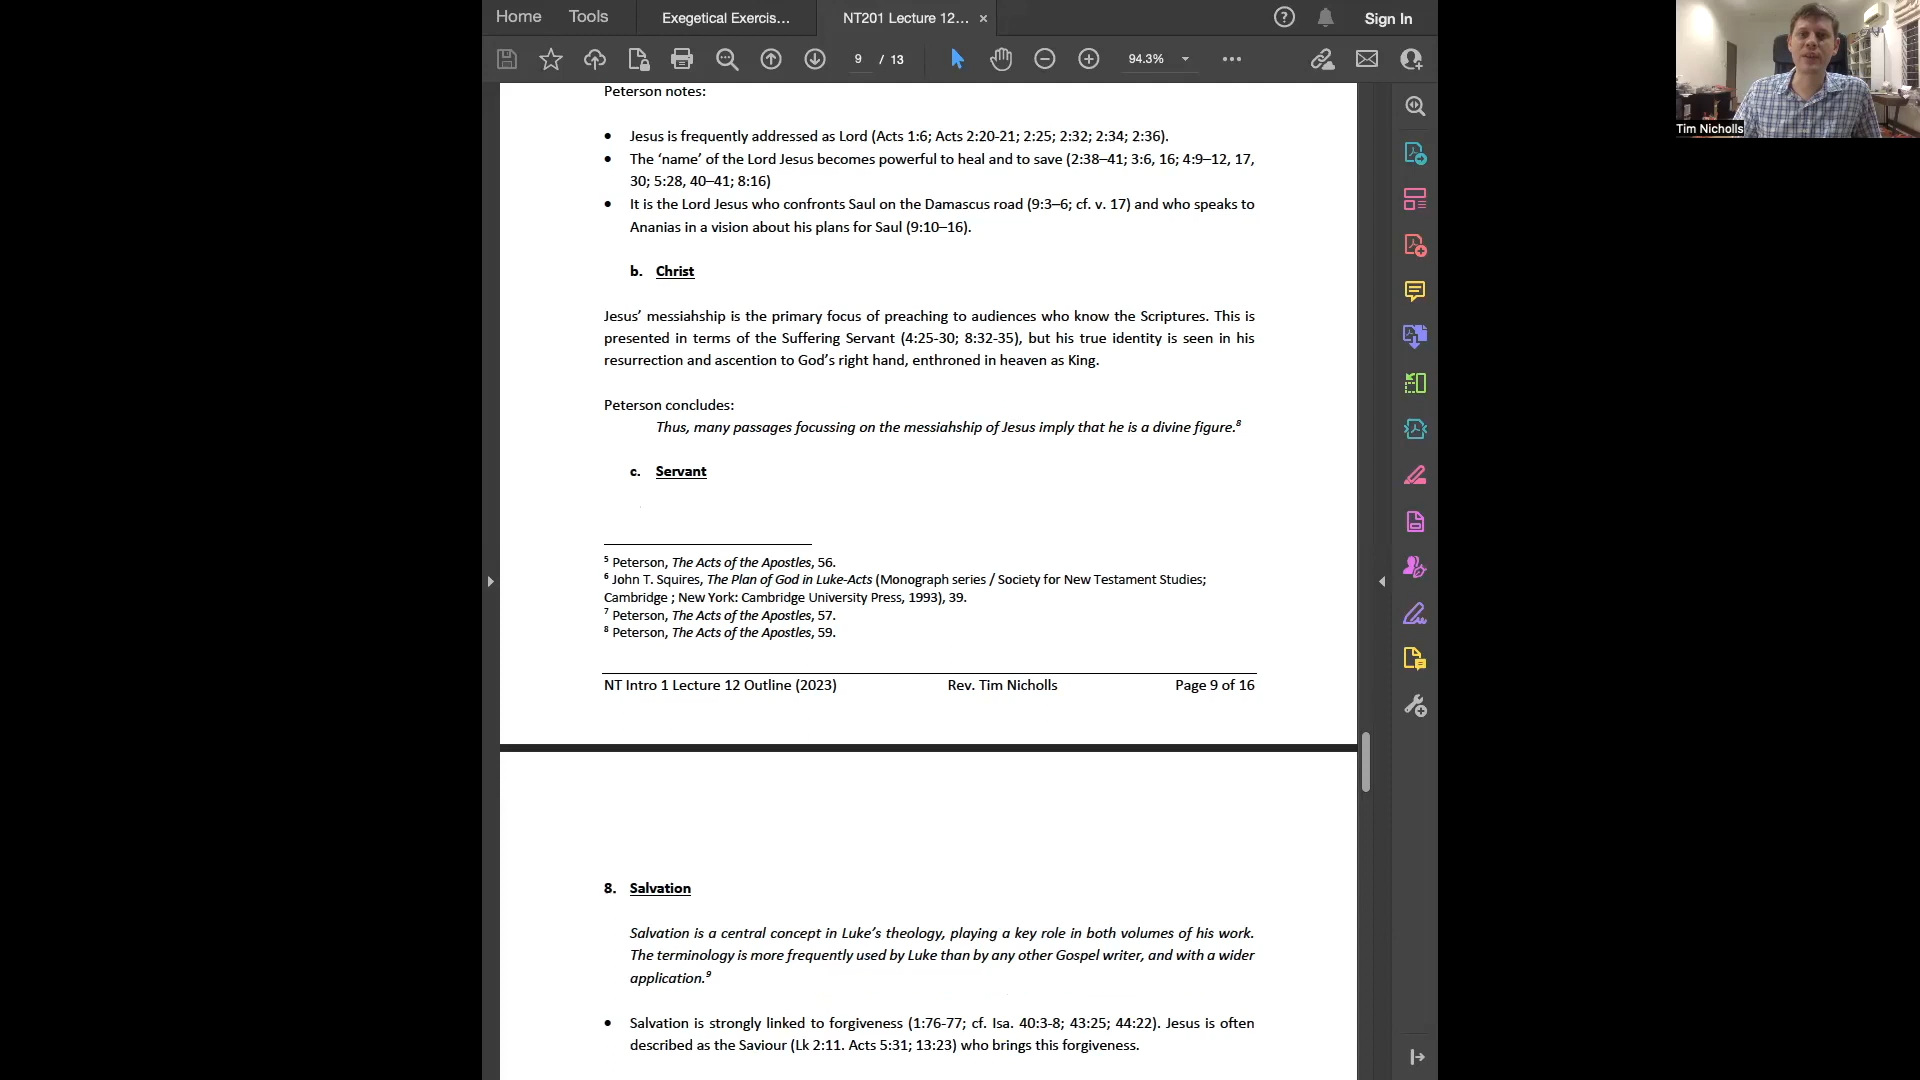 Home Tools Exegetical Exercis... NT201 Lecture 12... × Sign In
9 / 13 94.3%
Tim Nicholls
Peterson notes:
• Jesus is frequently addressed as Lord (Acts 1:6; Acts 2:20-21; 2:25; 2:32; 2:34; 2:36).
• The ‘name’ of the Lord Jesus becomes powerful to heal and to save (2:38–41; 3:6, 16; 4:9–12, 17,
30; 5:28, 40–41; 8:16)
• It is the Lord Jesus who confronts Saul on the Damascus road (9:3–6; cf. v. 17) and who speaks to
Ananias in a vision about his plans for Saul (9:10–16).
b. Christ
Jesus’ messiahship is the primary focus of preaching to audiences who know the Scriptures. This is
presented in terms of the Suffering Servant (4:25-30; 8:32-35), but his true identity is seen in his
resurrection and ascention to God’s right hand, enthroned in heaven as King.
Peterson concludes:
Thus, many passages focussing on the messiahship of Jesus imply that he is a divine figure.⁸
c. Servant
⁵ Peterson, The Acts of the Apostles, 56.
⁶ John T. Squires, The Plan of God in Luke-Acts (Monograph series / Society for New Testament Studies;
Cambridge ; New York: Cambridge University Press, 1993), 39.
⁷ Peterson, The Acts of the Apostles, 57.
⁸ Peterson, The Acts of the Apostles, 59.
NT Intro 1 Lecture 12 Outline (2023) Rev. Tim Nicholls Page 9 of 16
8. Salvation
Salvation is a central concept in Luke’s theology, playing a key role in both volumes of his work.
The terminology is more frequently used by Luke than by any other Gospel writer, and with a wider
application.⁹
• Salvation is strongly linked to forgiveness (1:76-77; cf. Isa. 40:3-8; 43:25; 44:22). Jesus is often
described as the Saviour (Lk 2:11. Acts 5:31; 13:23) who brings this forgiveness.